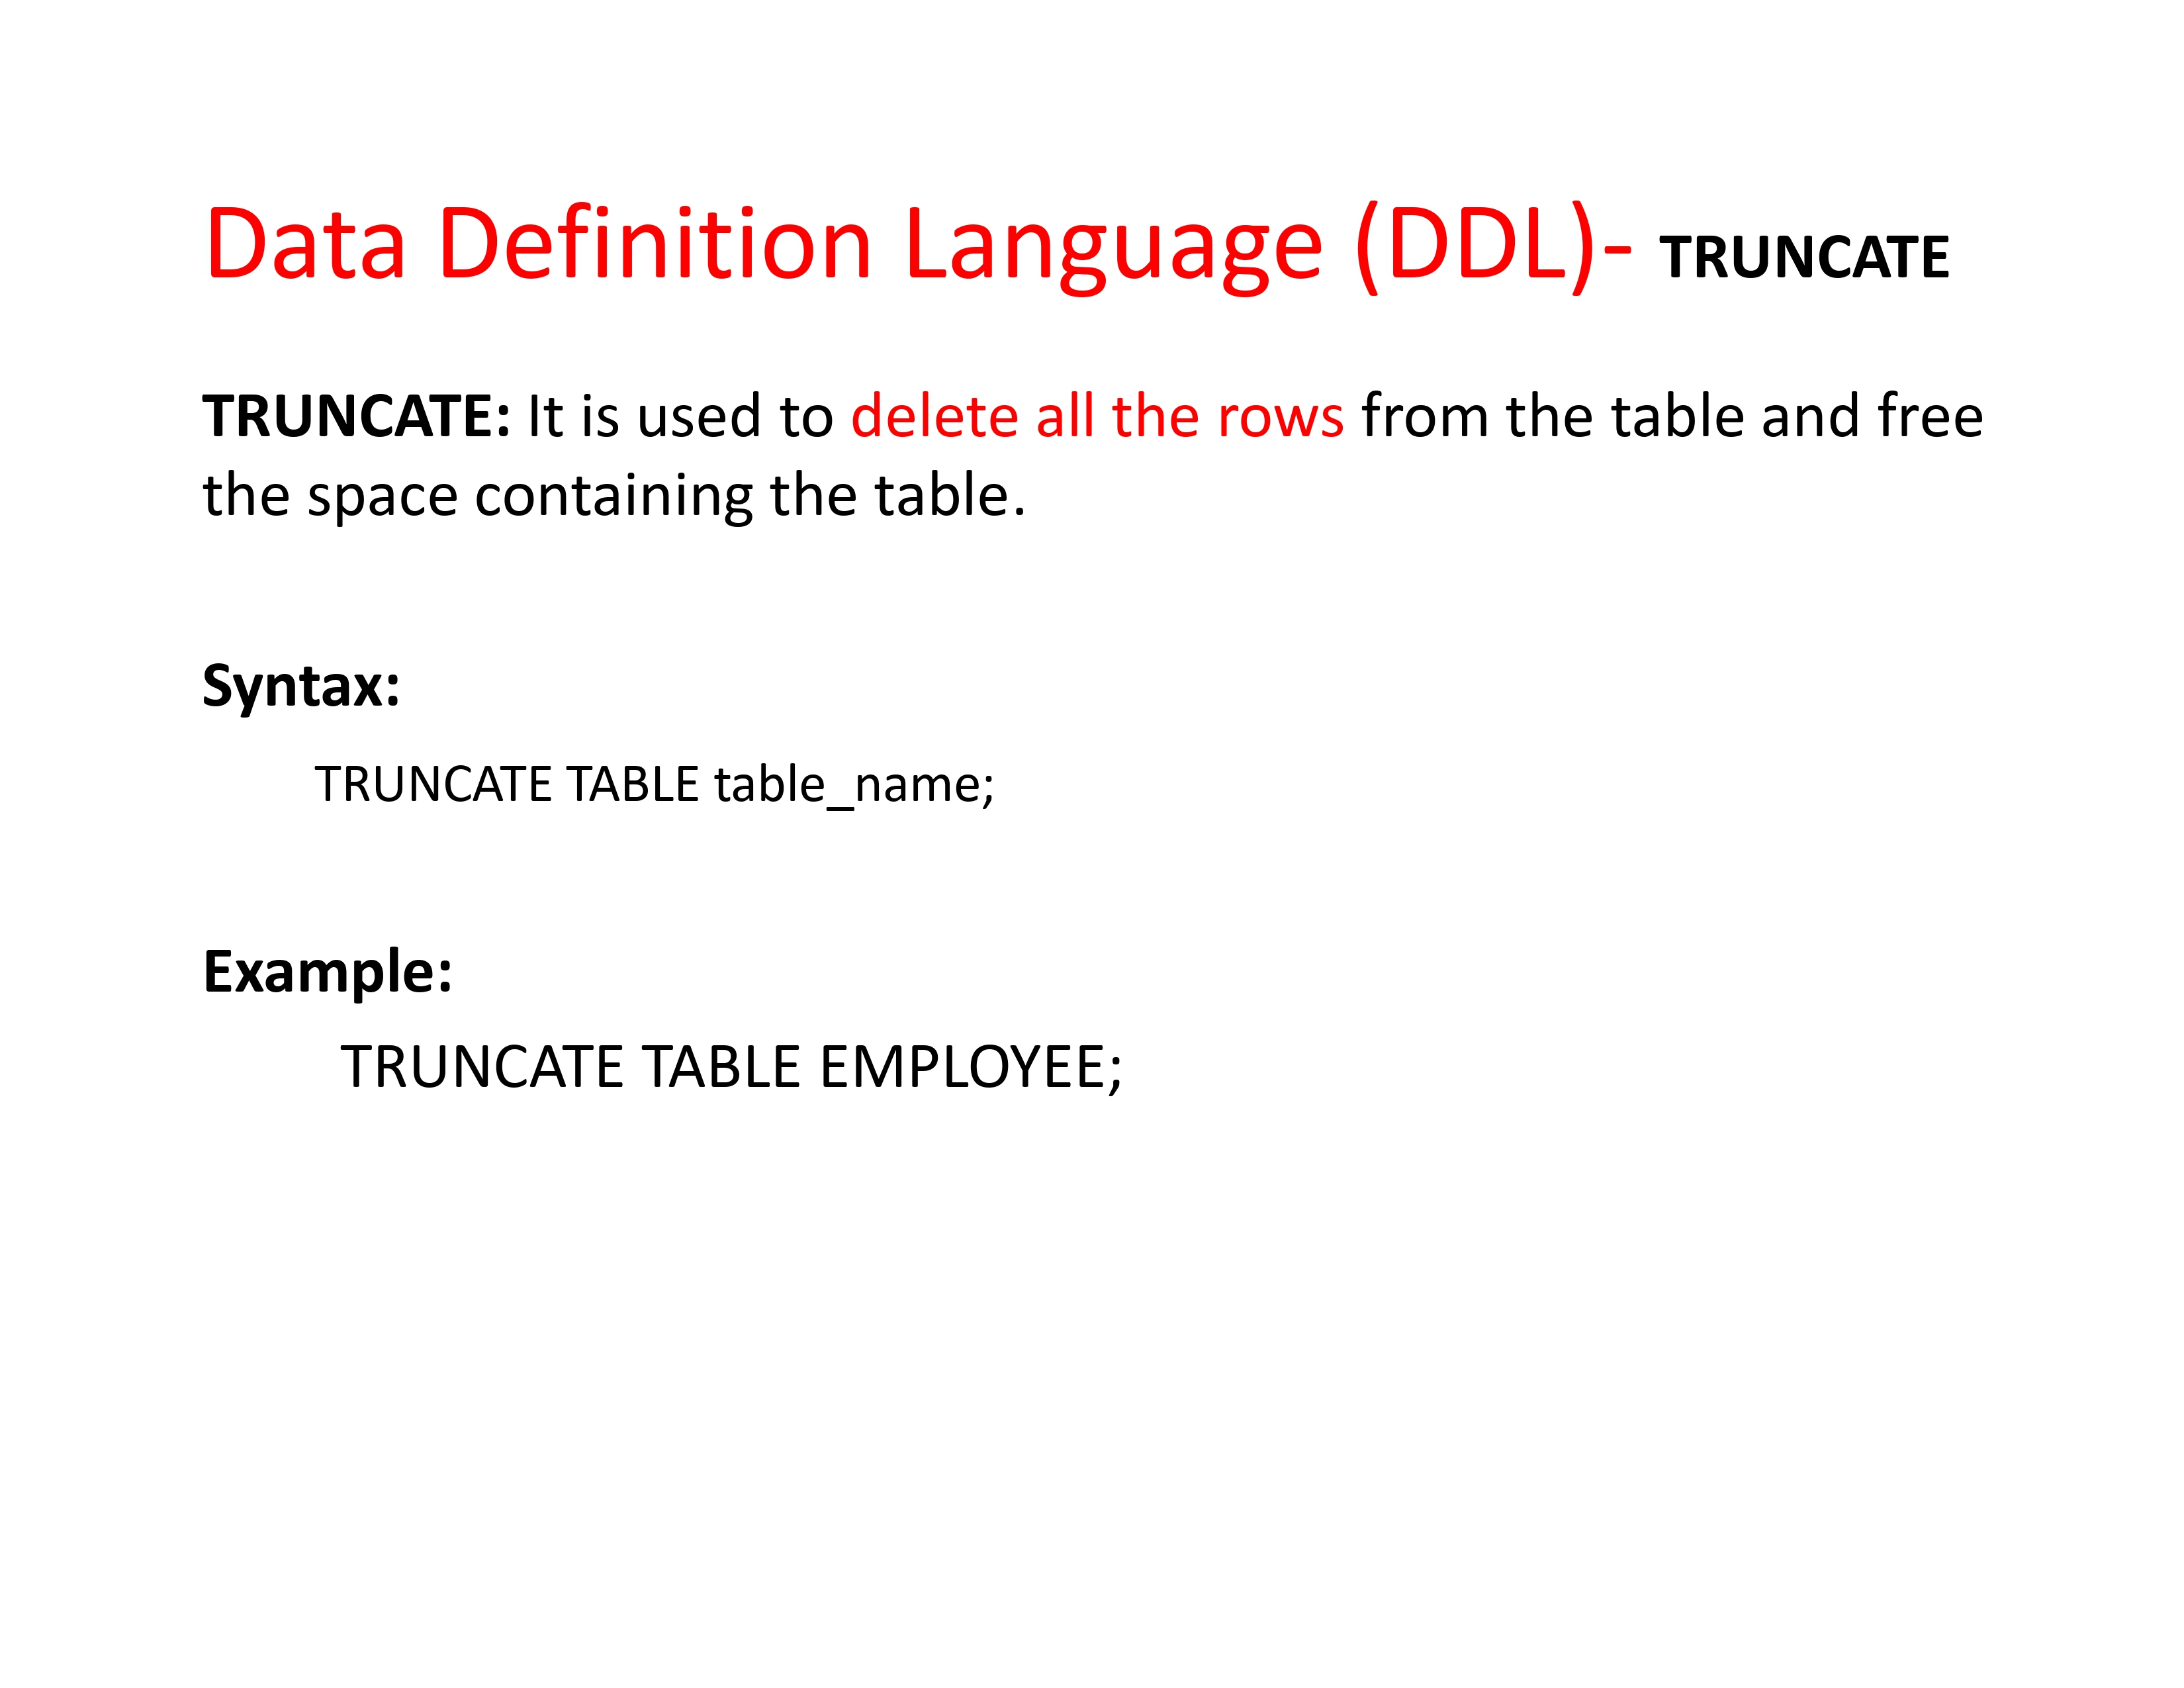 Data Definition Language (DDL)- TRUNCATE
TRUNCATE: It is used to delete all the rows from the table and free
the space containing the table.
Syntax:
TRUNCATE TABLE table_name;
Example:
TRUNCATE TABLE EMPLOYEE;